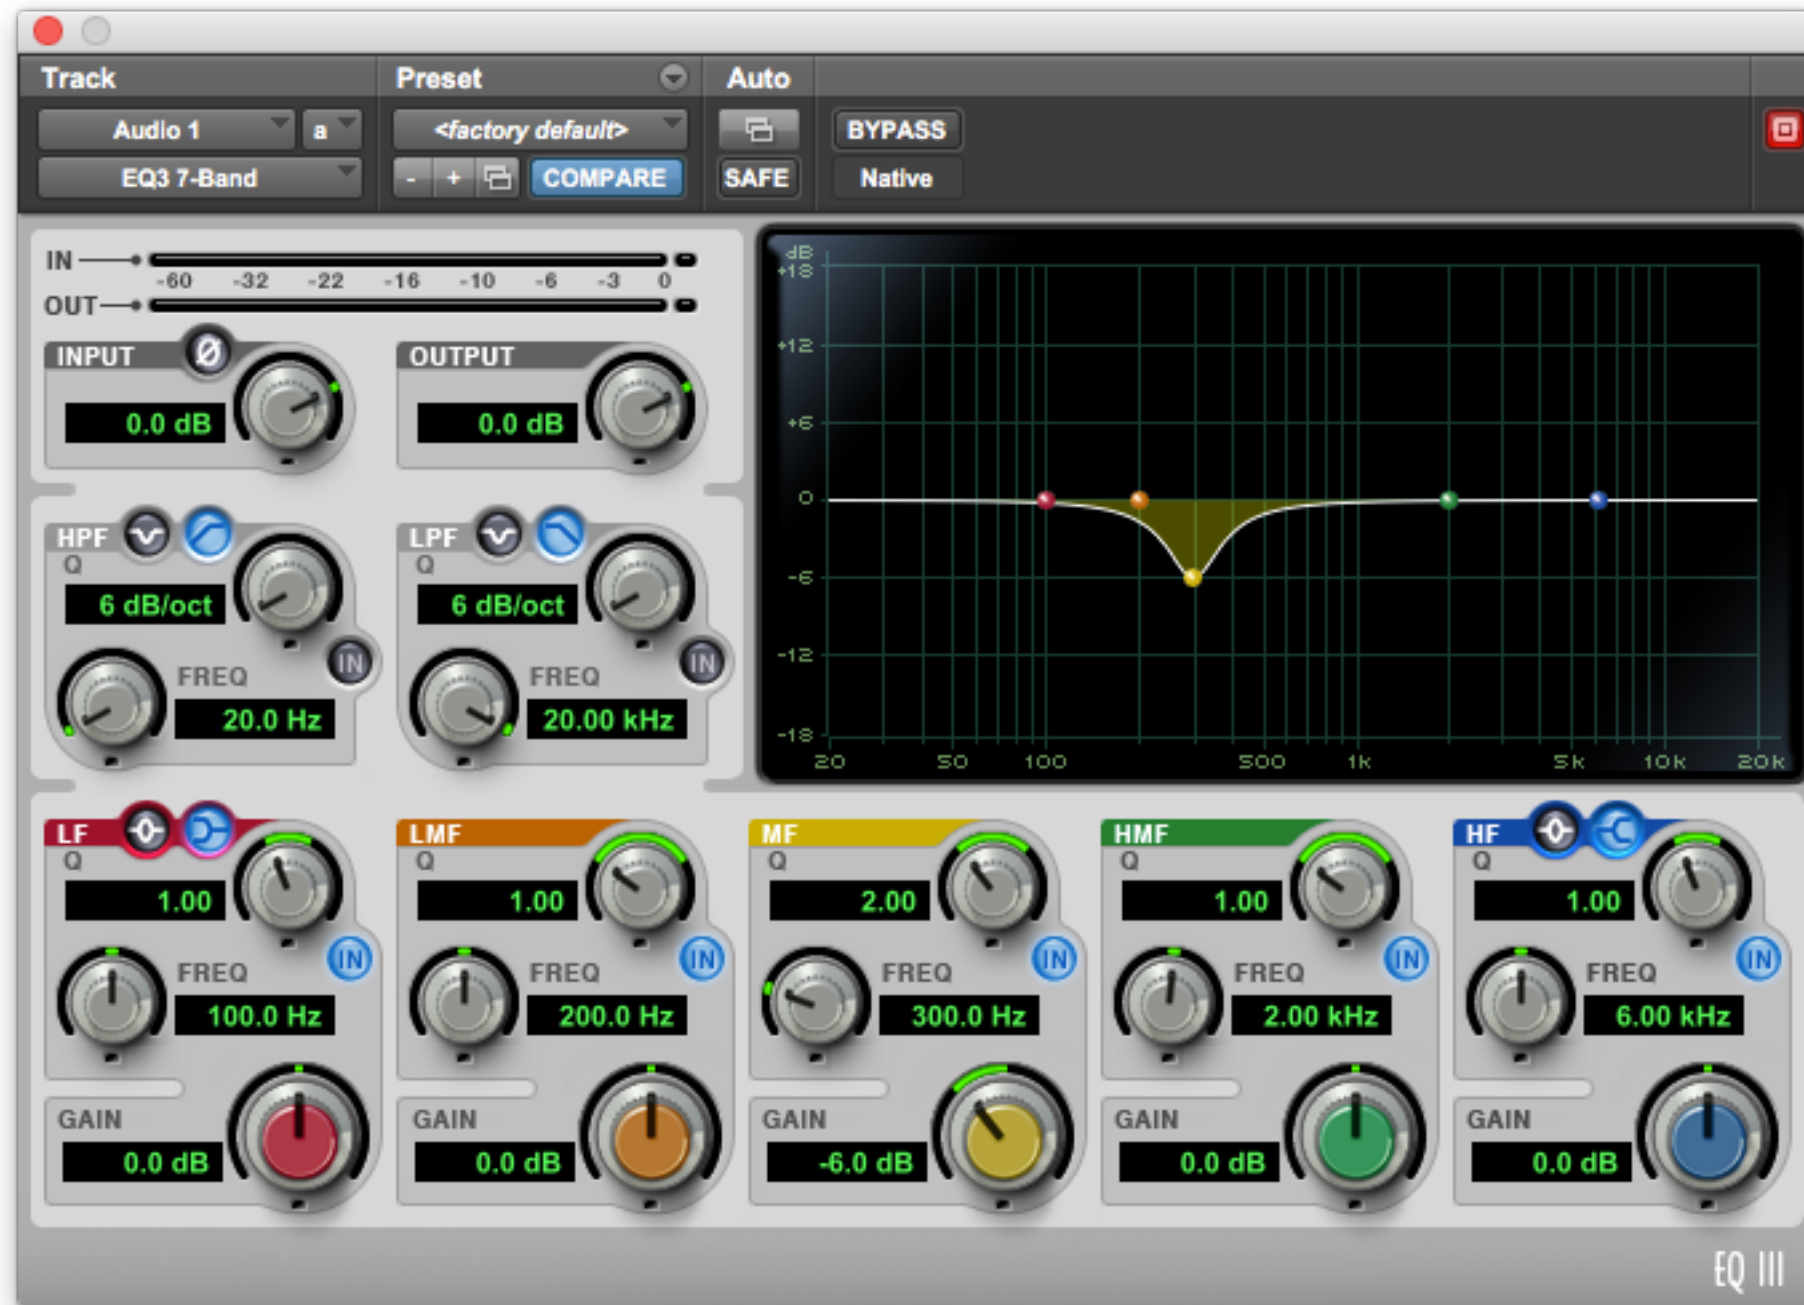 Track Preset Auto
Audio 1 a <factory default> BYPASS
EQ3 7-Band - + COMPARE SAFE Native
IN
-60 -32 -22 -16 -10 -6 -3 0
OUT
INPUT Ø OUTPUT
0.0 dB 0.0 dB
HPF LPF
Q Q
6 dB/oct 6 dB/oct
IN IN
FREQ FREQ
20.0 Hz 20.00 kHz
dB
+18
+12
+6
0
-6
-12
-18
20 50 100 500 1k 5k 10k 20k
LF LMF MF HMF HF
Q Q Q Q Q
1.00 1.00 2.00 1.00 1.00
IN IN IN IN IN
FREQ FREQ FREQ FREQ FREQ
100.0 Hz 200.0 Hz 300.0 Hz 2.00 kHz 6.00 kHz
GAIN GAIN GAIN GAIN GAIN
0.0 dB 0.0 dB -6.0 dB 0.0 dB 0.0 dB
EQ III